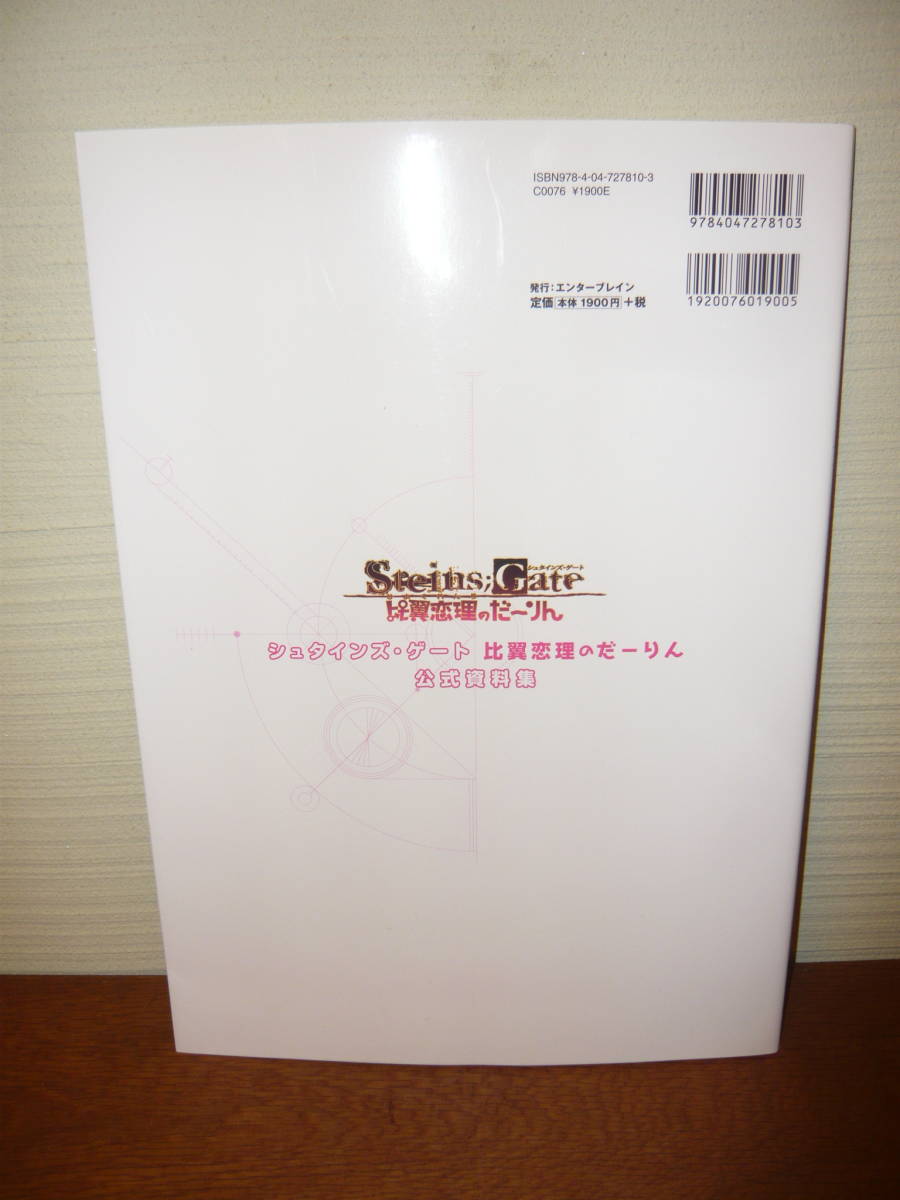 ISBN978-4-04-727810-3
C0076 ¥1900E
9784047278103
発行：エンターブレイン
定価 本体 1900円 +税
1920076019005
シュタインズ・ゲート
Steins;Gate
比翼恋理のだーりん
シュタインズ・ゲート 比翼恋理のだーりん
公式資料集